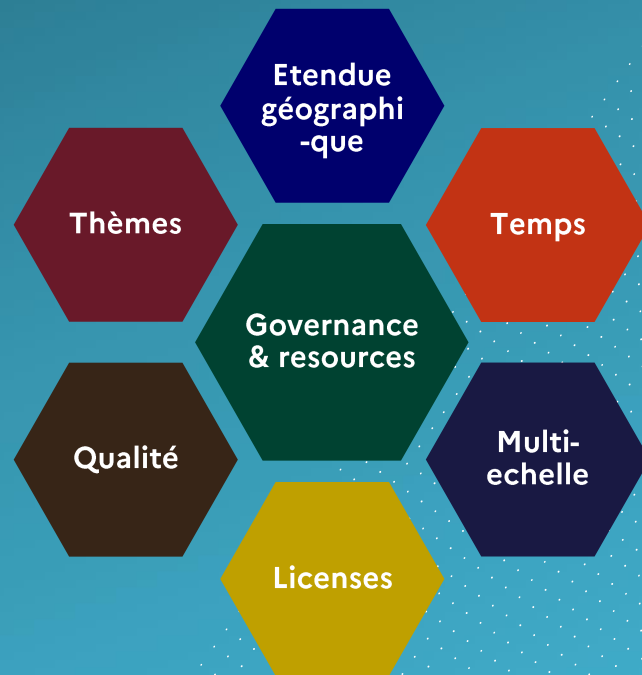 Etendue
géographi
-que
Thèmes
Temps
Governance
& resources
Qualité
Multi-
echelle
Licenses